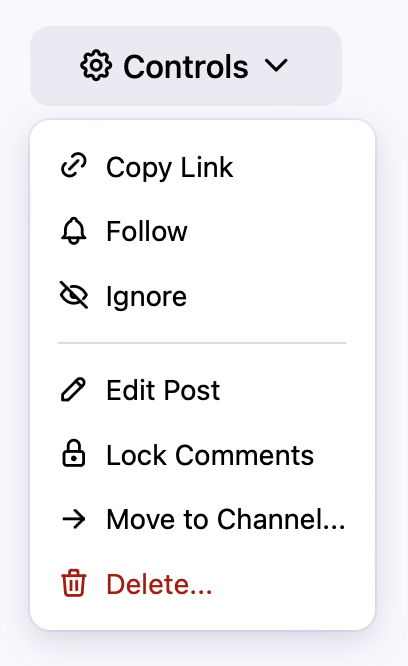 Controls
Copy Link
Follow
Ignore
Edit Post
Lock Comments
Move to Channel...
Delete...